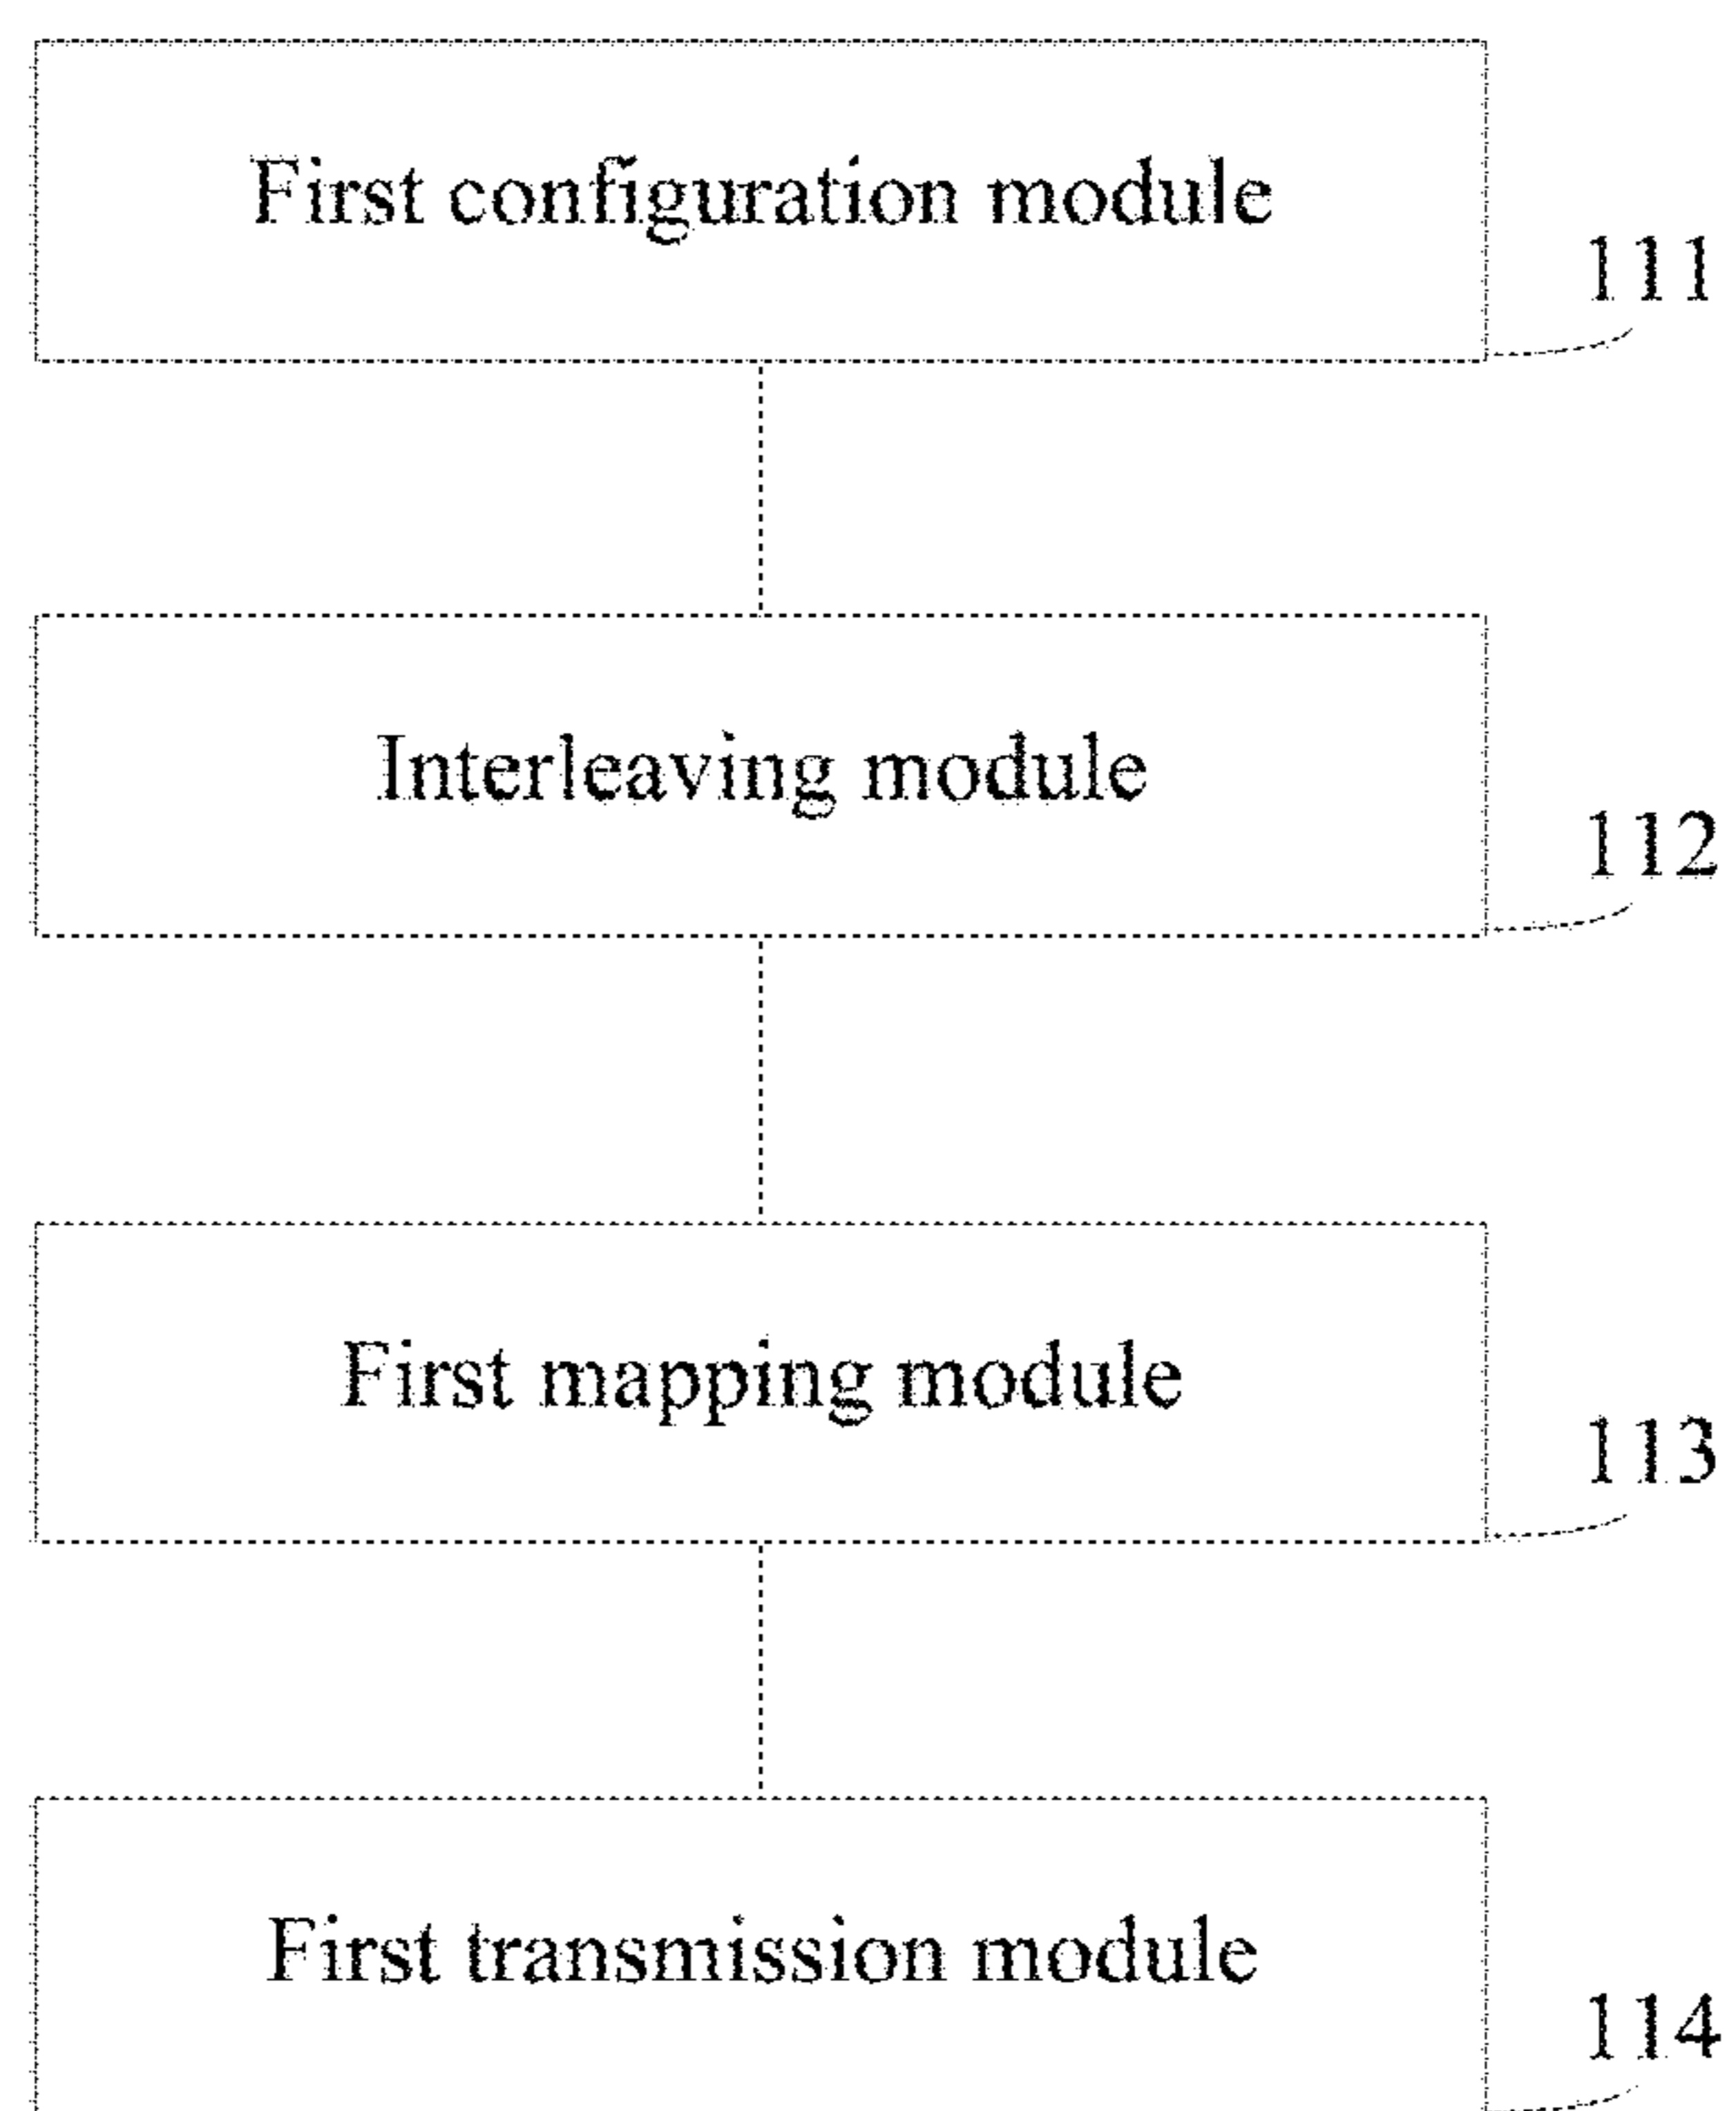 First configuration module
111
Interleaving module
112
First mapping module
113
First transmission module
114